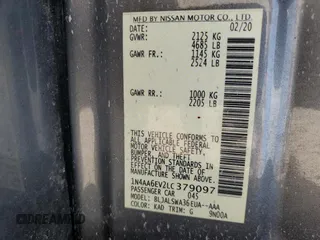 MFD BY NISSAN MOTOR CO.,LTD.
DATE: 02/20
GVWR: 2125 KG
4685 LB
GAWR FR.: 1145 KG
2524 LB
GAWR RR.: 1000 KG
2205 LB
THIS VEHICLE CONFORMS TO
ALL APPLICABLE FEDERAL
MOTOR VEHICLE SAFETY,
BUMPER, AND THEFT
PREVENTION STANDARDS IN
EFFECT ON THE DATE OF
MANUFACTURE SHOWN ABOVE.
1N4AA6EV2LC379097
PASSENGER CAR 045
MODEL: BLJALSWA36EUA--AAA
COLOR: KAD TRIM: G 9N00A